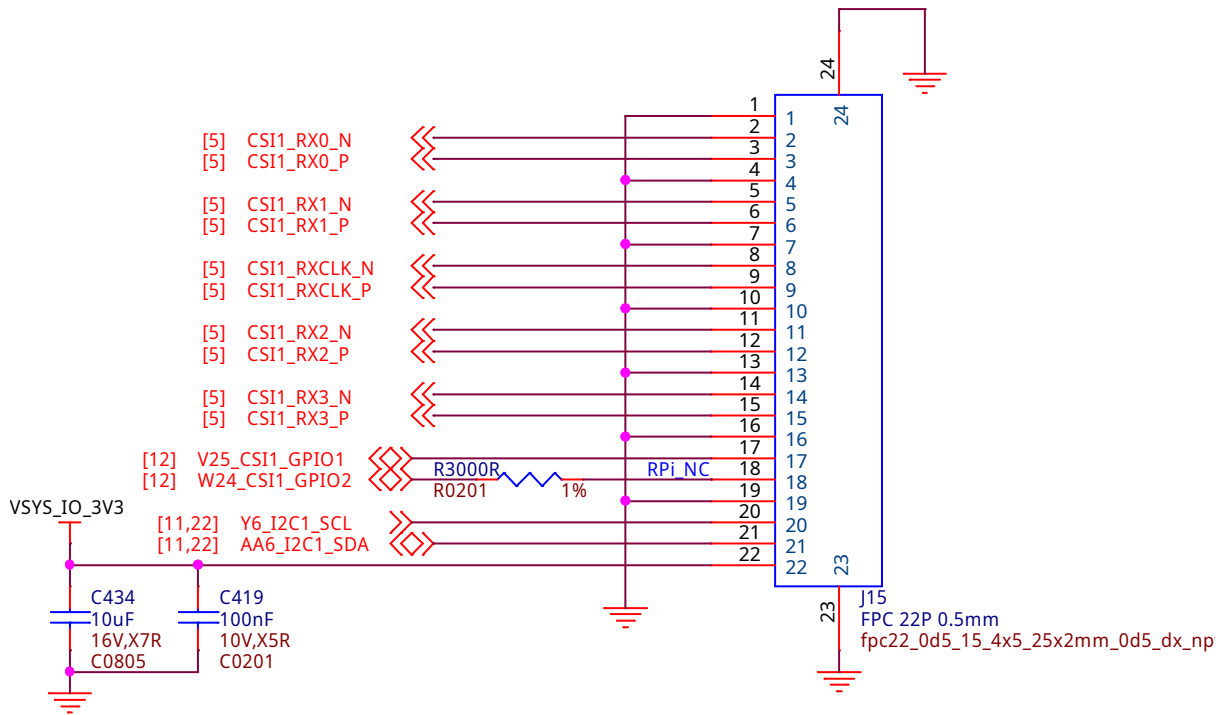 24
24
1 1
[5] CSI1_RX0_N 2 2
[5] CSI1_RX0_P 3 3
4 4
[5] CSI1_RX1_N 5 5
[5] CSI1_RX1_P 6 6
7 7
[5] CSI1_RXCLK_N 8 8
[5] CSI1_RXCLK_P 9 9
10 10
[5] CSI1_RX2_N 11 11
[5] CSI1_RX2_P 12 12
13 13
[5] CSI1_RX3_N 14 14
[5] CSI1_RX3_P 15 15
16 16
[12] V25_CSI1_GPIO1 17 17
[12] W24_CSI1_GPIO2 R3000R RPi_NC 18 18
R0201 1%
19 19
VSYS_IO_3V3
[11,22] Y6_I2C1_SCL 20 20
[11,22] AA6_I2C1_SDA 21 21
22 22
23
23
C434 C419 J15
10uF 100nF FPC 22P 0.5mm
16V,X7R 10V,X5R fpc22_0d5_15_4x5_25x2mm_0d5_dx_np
C0805 C0201